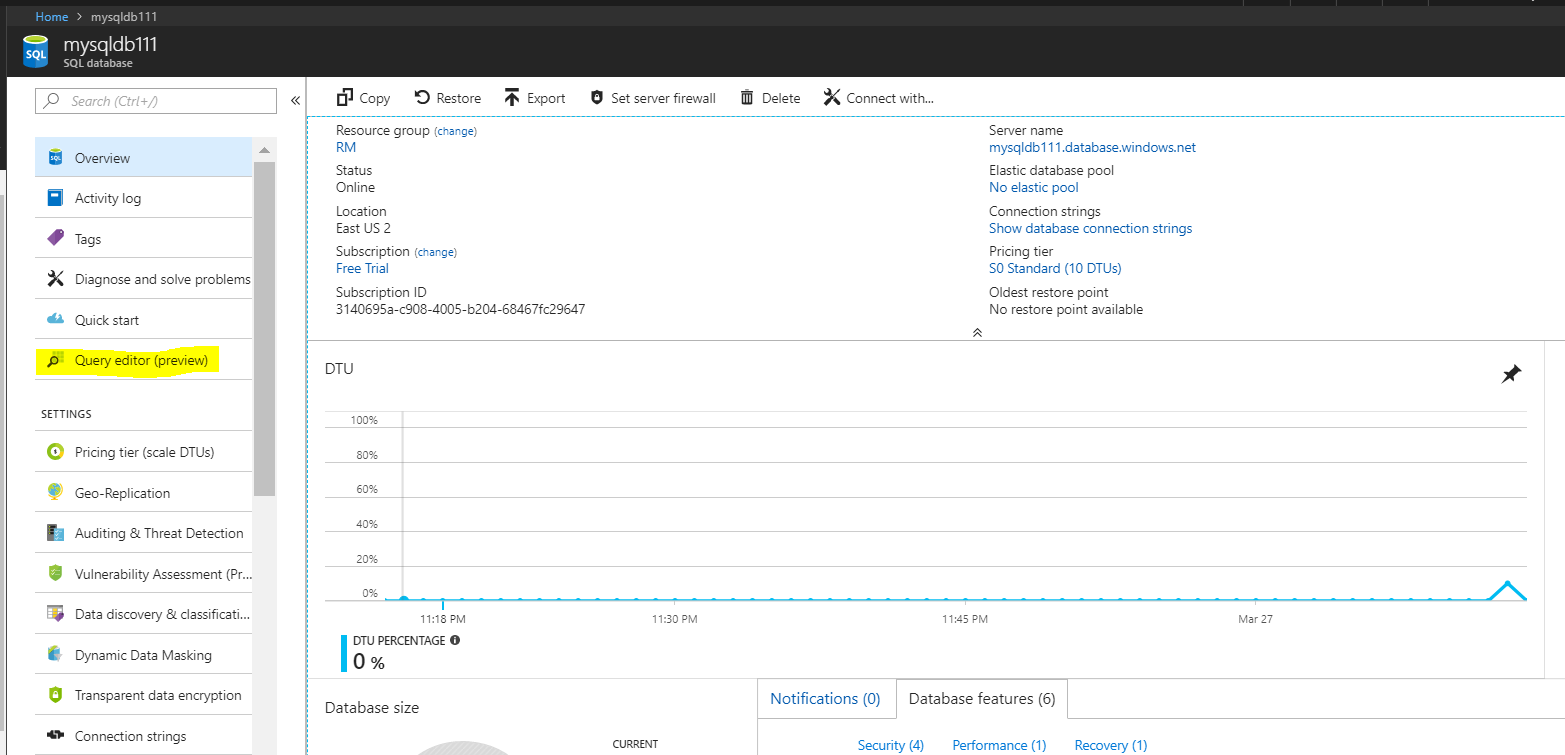 Home > mysqldb111
mysqldb111
SQL
SQL database
Search (Ctrl+/)
«
Overview
Activity log
Tags
Diagnose and solve problems
Quick start
Query editor (preview)
SETTINGS
Pricing tier (scale DTUs)
Geo-Replication
Auditing & Threat Detection
Vulnerability Assessment (Pr...
Data discovery & classificati...
Dynamic Data Masking
Transparent data encryption
Connection strings
Copy Restore Export Set server firewall Delete Connect with...
Resource group (change)
RM
Status
Online
Location
East US 2
Subscription (change)
Free Trial
Subscription ID
3140695a-c908-4005-b204-68467fc29647
Server name
mysqldb111.database.windows.net
Elastic database pool
No elastic pool
Connection strings
Show database connection strings
Pricing tier
S0 Standard (10 DTUs)
Oldest restore point
No restore point available
DTU
100%
80%
60%
40%
20%
0%
11:18 PM 11:30 PM 11:45 PM Mar 27
DTU PERCENTAGE
0 %
Database size
CURRENT
Notifications (0) Database features (6)
Security (4) Performance (1) Recovery (1)